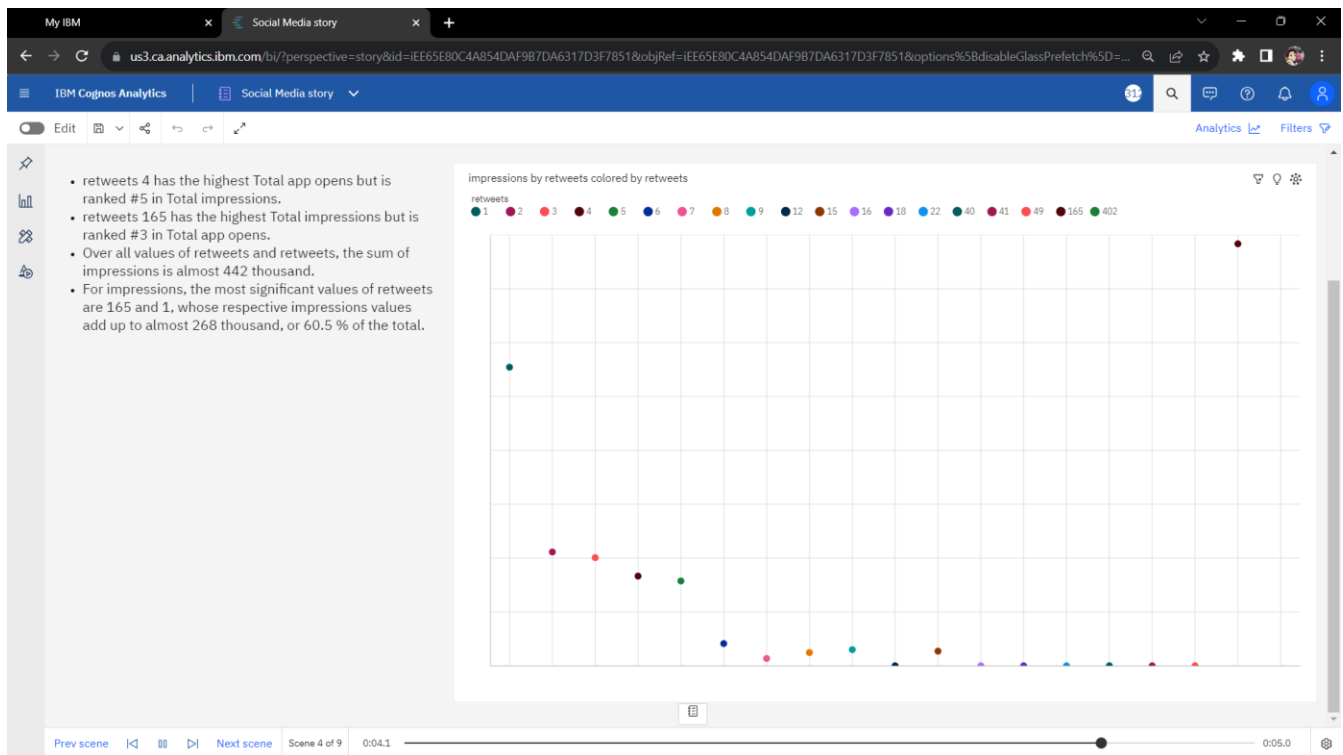 My IBM
Social Media story
us3.ca.analytics.ibm.com/bi/?perspective=story&id=iEE65E80C4A854DAF9B7DA6317D3F7851&objRef=iEE65E80C4A854DAF9B7DA6317D3F7851&options%5BdisableGlassPrefetch%5D=...
IBM Cognos Analytics
Social Media story
Edit
Analytics
Filters
• retweets 4 has the highest Total app opens but is
ranked #5 in Total impressions.
• retweets 165 has the highest Total impressions but is
ranked #3 in Total app opens.
• Over all values of retweets and retweets, the sum of
impressions is almost 442 thousand.
• For impressions, the most significant values of retweets
are 165 and 1, whose respective impressions values
add up to almost 268 thousand, or 60.5 % of the total.
impressions by retweets colored by retweets
retweets
1 2 3 4 5 6 7 8 9 12 15 16 18 22 40 41 49 165 402
Prev scene
Next scene
Scene 4 of 9
0:04.1
0:05.0